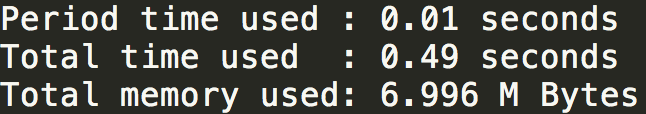 Period time used : 0.01 seconds
Total time used  : 0.49 seconds
Total memory used: 6.996 M Bytes